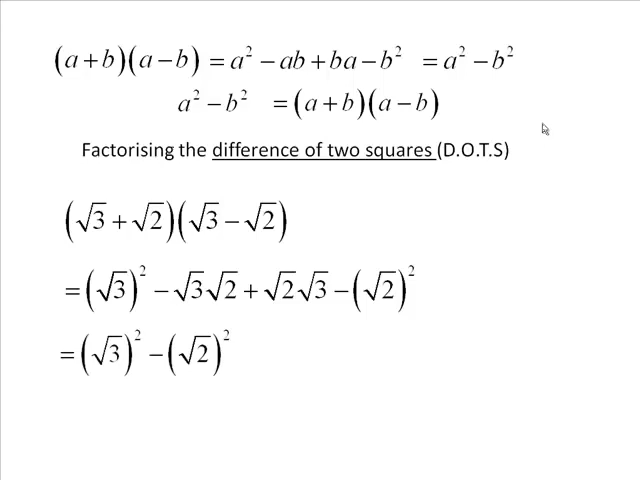 (a+b)(a−b) = a² − ab + ba − b² = a² − b²
a² − b² = (a+b)(a−b)
Factorising the difference of two squares (D.O.T.S)
(√3 + √2)(√3 − √2)
= (√3)² − √3√2 + √2√3 − (√2)²
= (√3)² − (√2)²